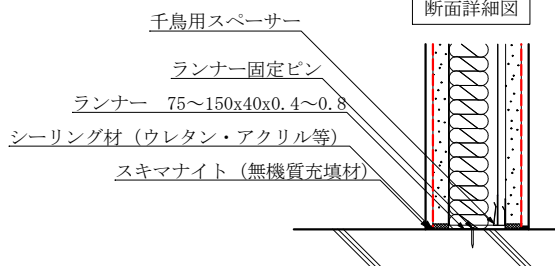 断面詳細図
千鳥用スペーサー
ランナー固定ピン
ランナー　75～150x40x0.4～0.8
シーリング材（ウレタン・アクリル等）
スキマナイト（無機質充填材）